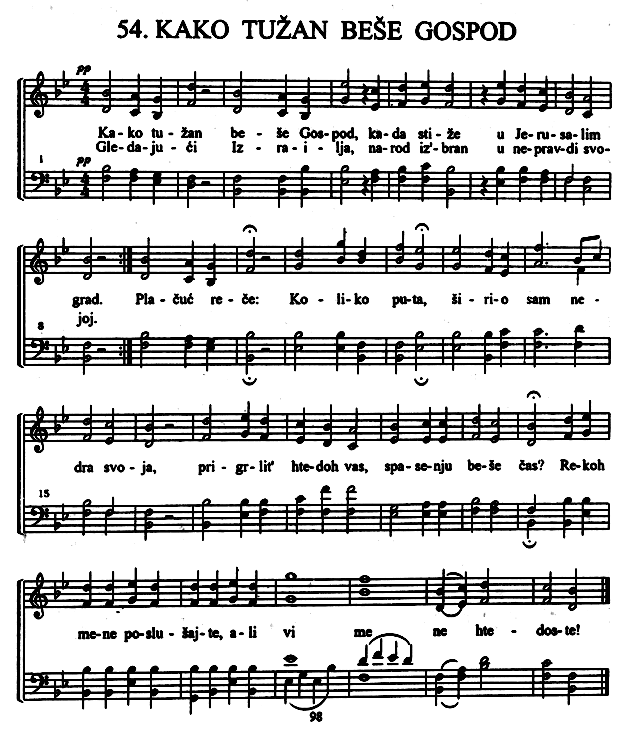 54. KAKO TUŽAN BEŠE GOSPOD
pp
Ka-ko tu-žan be-še Gos-pod, ka-da sti-že u Je-ru-sa-lim
Gle-da-ju-ći Iz-ra-i-lja, na-rod iz'-bran u ne-prav-di svo-
1
pp
grad. Pla-čuć re-če: Ko-li-ko pu-ta, ši-ri-o sam ne-
joj.
8
dra svo-ja, pri-gr-lit' hte-doh vas, spa-se-nju be-še čas? Re-koh
15
me-ne po-slu-šaj-te, a-li vi me ne hte-dos-te!
98